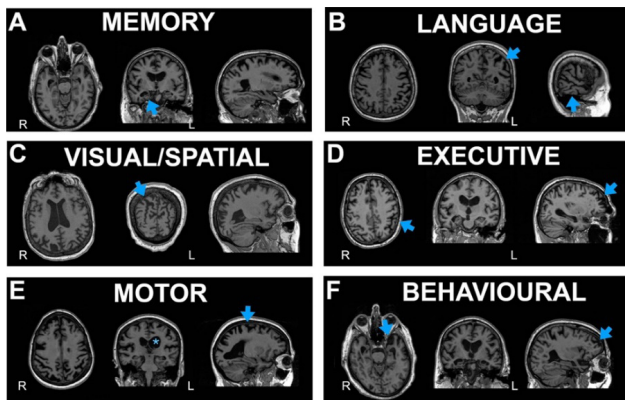 A MEMORY
R L
B LANGUAGE
R L
C VISUAL/SPATIAL
R L
D EXECUTIVE
R L
E MOTOR
*
R L
F BEHAVIOURAL
R L